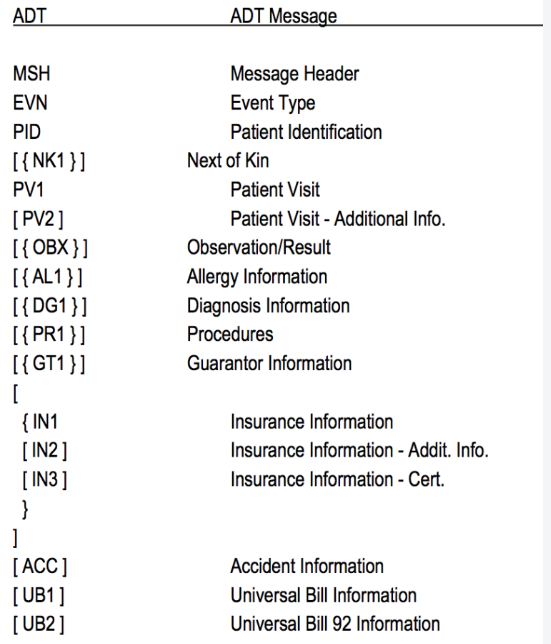 ADT ADT Message
MSH Message Header
EVN Event Type
PID Patient Identification
[ { NK1 } ] Next of Kin
PV1 Patient Visit
[ PV2 ] Patient Visit - Additional Info.
[ { OBX } ] Observation/Result
[ { AL1 } ] Allergy Information
[ { DG1 } ] Diagnosis Information
[ { PR1 } ] Procedures
[ { GT1 } ] Guarantor Information
[
{ IN1 Insurance Information
[ IN2 ] Insurance Information - Addit. Info.
[ IN3 ] Insurance Information - Cert.
}
]
[ ACC ] Accident Information
[ UB1 ] Universal Bill Information
[ UB2 ] Universal Bill 92 Information